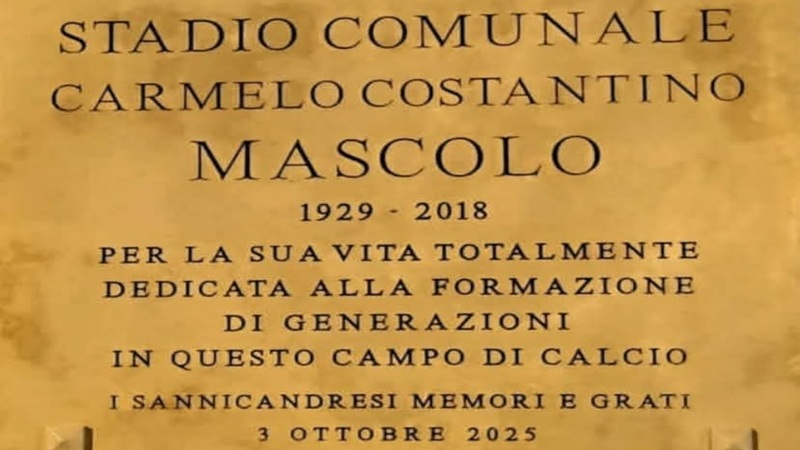 STADIO COMUNALE
CARMELO COSTANTINO
MASCOLO
1929 - 2018
PER LA SUA VITA TOTALMENTE
DEDICATA ALLA FORMAZIONE
DI GENERAZIONI
IN QUESTO CAMPO DI CALCIO
I SANNICANDRESI MEMORI E GRATI
3 OTTOBRE 2025